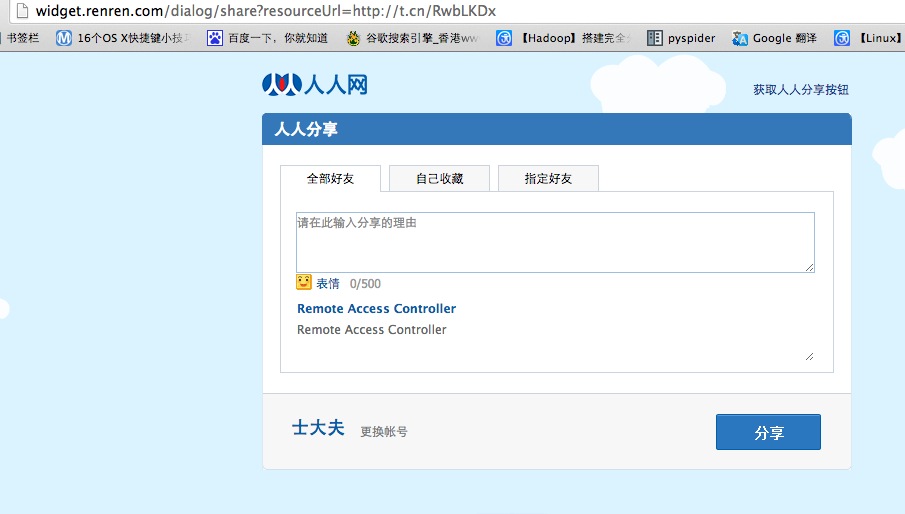 widget.renren.com/dialog/share?resourceUrl=http://t.cn/RwbLKDx
书签栏 16个OS X快捷键小技 百度一下，你就知道 谷歌搜索引擎_香港ww 【Hadoop】搭建完全 pyspider Google 翻译 【Linux】
人人网
获取人人分享按钮
人人分享
全部好友 自己收藏 指定好友
请在此输入分享的理由
表情 0/500
Remote Access Controller
Remote Access Controller
士大夫 更换帐号 分享